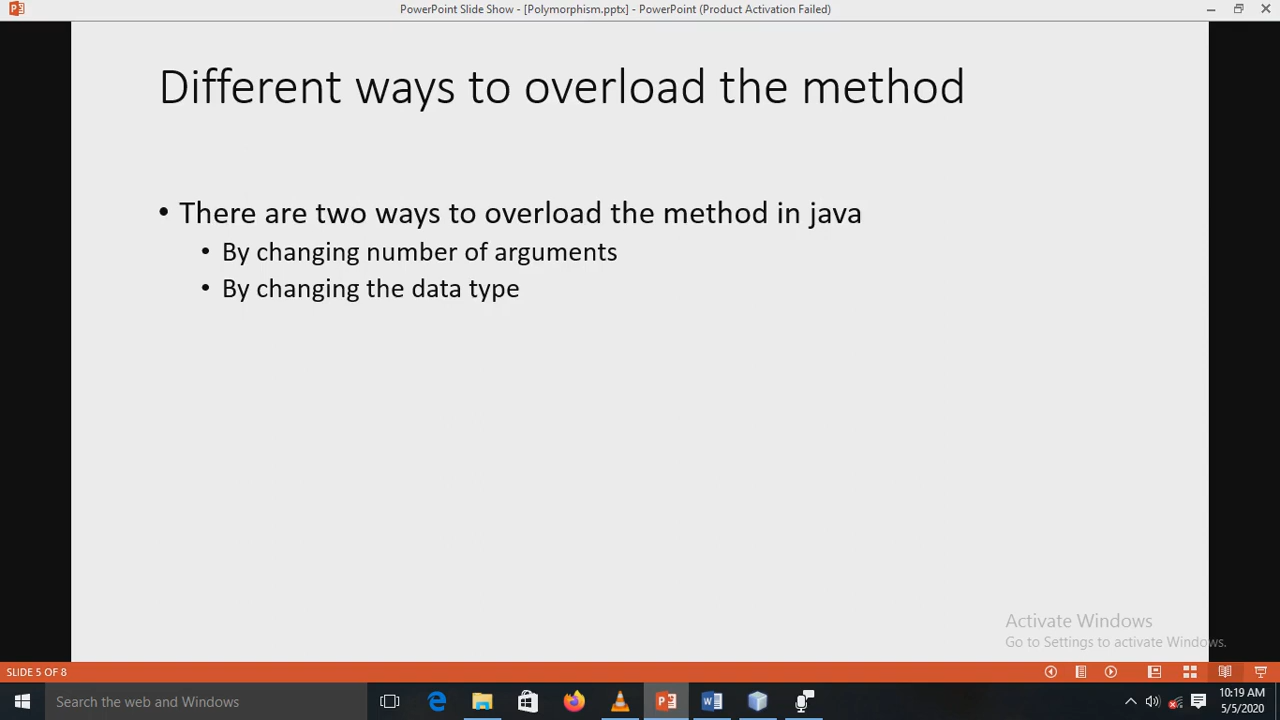 PowerPoint Slide Show - [Polymorphism.pptx] - PowerPoint (Product Activation Failed)
Different ways to overload the method
• There are two ways to overload the method in java
• By changing number of arguments
• By changing the data type
Activate Windows
Go to Settings to activate Windows.
SLIDE 5 OF 8
Search the web and Windows
10:19 AM
5/5/2020